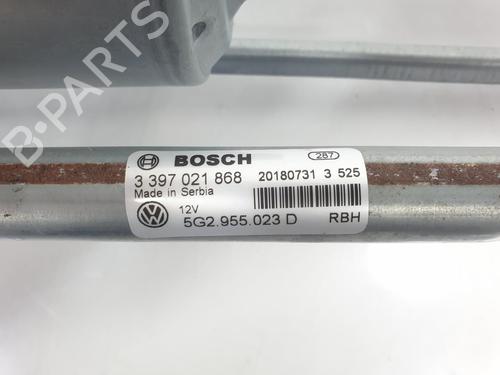 B-PARTS
BOSCH 287
3 397 021 868 20180731 3 525
Made in Serbia
12V
5G2.955.023 D RBH